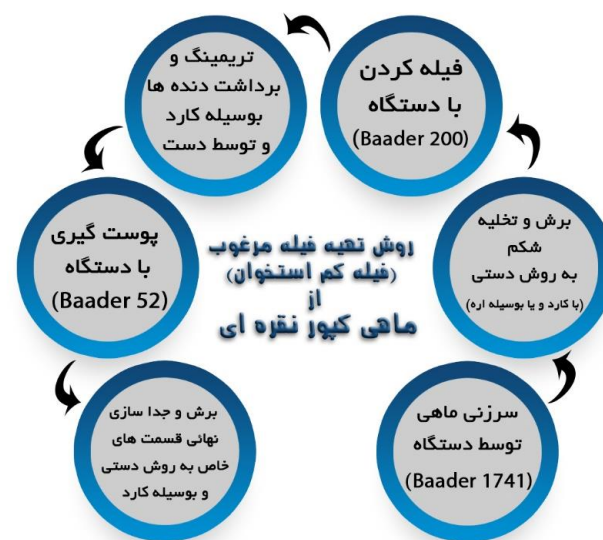 روش تهیه فیله مرغوب
(فیله کم استخوان)
از
ماهی کپور نقره ای
سرزنی ماهی
توسط دستگاه
(Baader 1741)
برش و تخلیه
شکم
به روش دستی
(با کارد و یا بوسیله اره)
فیله کردن
با دستگاه
(Baader 200)
تریمینگ و
برداشت دنده ها
بوسیله کارد
و توسط دست
پوست گیری
با دستگاه
(Baader 52)
برش و جدا سازی
نهائی قسمت های
خاص به روش دستی
و بوسیله کارد